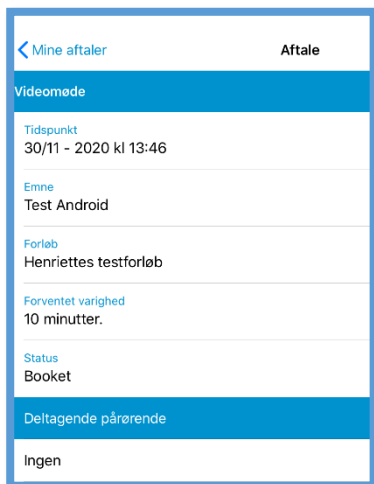 Mine aftaler Aftale
Videomøde
Tidspunkt
30/11 - 2020 kl 13:46
Emne
Test Android
Forløb
Henriettes testforløb
Forventet varighed
10 minutter.
Status
Booket
Deltagende pårørende
Ingen